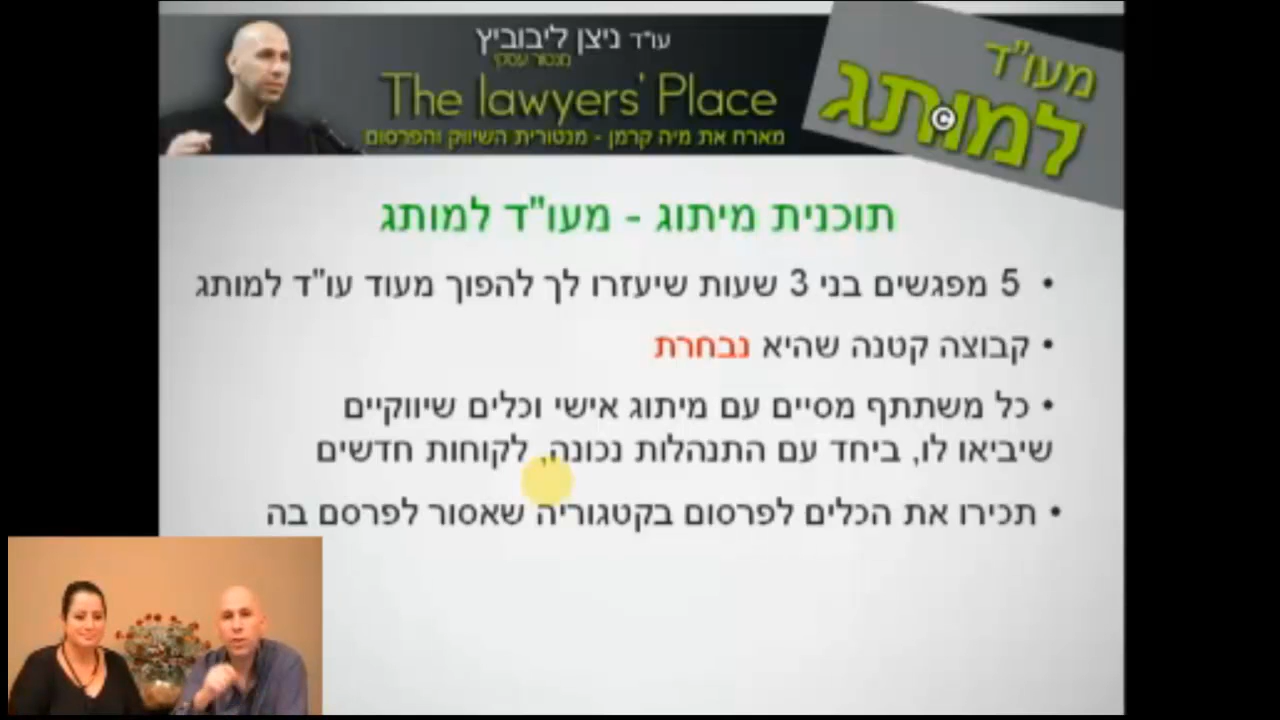 עו"ד ניצן ליבוביץ
מנטור עסקי
The lawyers' Place
מארח את מיה קרמן - מנטורית השיווק והפרסום
מעו"ד
למותג
©
תוכנית מיתוג - מעו"ד למותג
• 5 מפגשים בני 3 שעות שיעזרו לך להפוך מעוד עו"ד למותג
• קבוצה קטנה שהיא נבחרת
• כל משתתף מסיים עם מיתוג אישי וכלים שיווקיים
שיביאו לו, ביחד עם התנהלות נכונה, לקוחות חדשים
• תכירו את הכלים לפרסום בקטגוריה שאסור לפרסם בה